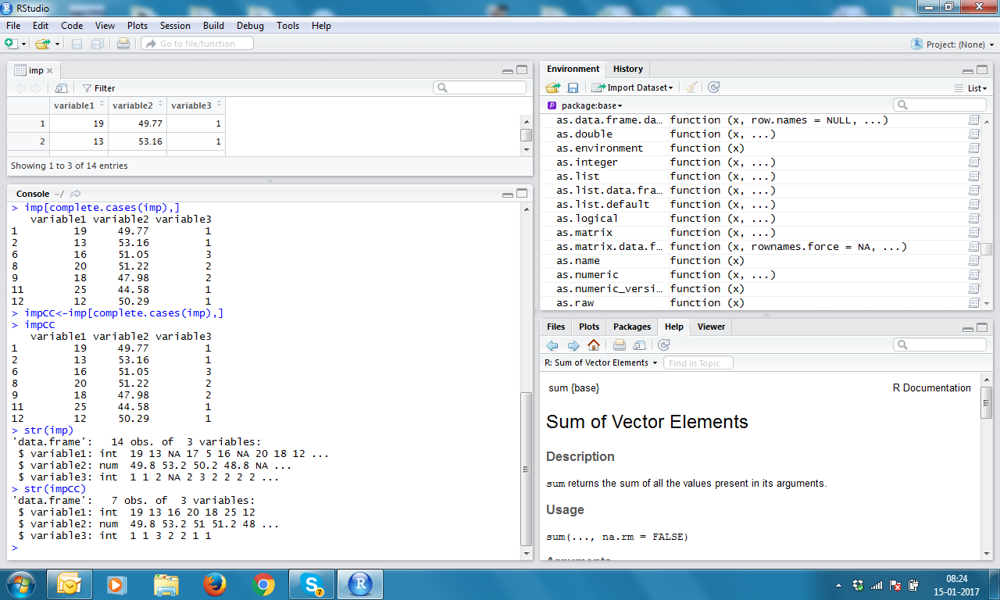 RStudio
File Edit Code View Plots Session Build Debug Tools Help
Go to file/function
Project: (None)
imp
Filter
variable1 variable2 variable3
1 19 49.77 1
2 13 53.16 1
Showing 1 to 3 of 14 entries
Console ~/
> imp[complete.cases(imp),]
variable1 variable2 variable3
1 19 49.77 1
2 13 53.16 1
6 16 51.05 3
8 20 51.22 2
9 18 47.98 2
11 25 44.58 1
12 12 50.29 1
> impCC<-imp[complete.cases(imp),]
> impCC
variable1 variable2 variable3
1 19 49.77 1
2 13 53.16 1
6 16 51.05 3
8 20 51.22 2
9 18 47.98 2
11 25 44.58 1
12 12 50.29 1
> str(imp)
'data.frame': 14 obs. of 3 variables:
$ variable1: int 19 13 NA 17 5 16 NA 20 18 12 ...
$ variable2: num 49.8 53.2 50.2 48.8 NA ...
$ variable3: int 1 1 2 NA 2 3 2 2 2 2 ...
> str(impCC)
'data.frame': 7 obs. of 3 variables:
$ variable1: int 19 13 16 20 18 25 12
$ variable2: num 49.8 53.2 51 51.2 48 ...
$ variable3: int 1 1 3 2 2 1 1
>
Environment History
Import Dataset List
package:base
as.data.frame.da… function (x, row.names = NULL, ...)
as.double function (x, ...)
as.environment function (x)
as.integer function (x, ...)
as.list function (x, ...)
as.list.data.fra… function (x, ...)
as.list.default function (x, ...)
as.logical function (x, ...)
as.matrix function (x, ...)
as.matrix.data.f… function (x, rownames.force = NA, ...)
as.name function (x)
as.numeric function (x, ...)
as.numeric_versi… function (x)
as.raw function (x)
Files Plots Packages Help Viewer
R: Sum of Vector Elements Find in Topic
sum {base} R Documentation
Sum of Vector Elements
Description
sum returns the sum of all the values present in its arguments.
Usage
sum(..., na.rm = FALSE)
Arguments
7
08:24
15-01-2017